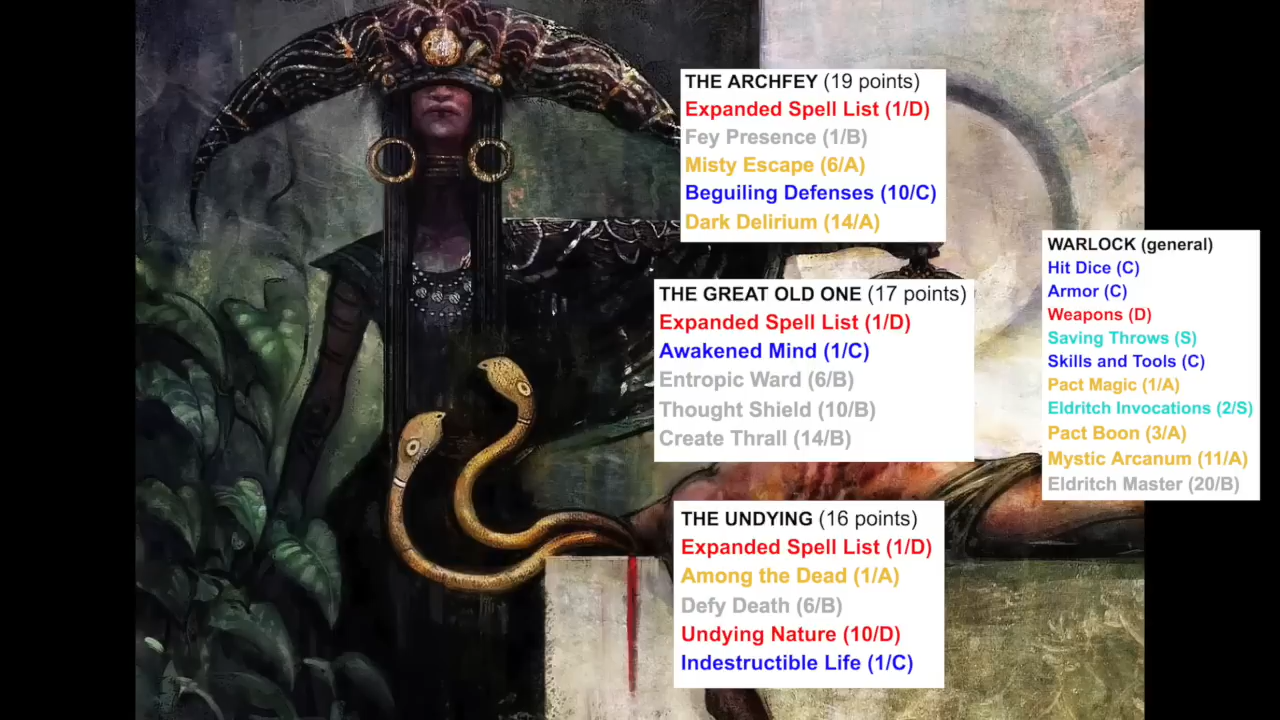 THE ARCHFEY (19 points)
Expanded Spell List (1/D)
Fey Presence (1/B)
Misty Escape (6/A)
Beguiling Defenses (10/C)
Dark Delirium (14/A)
THE GREAT OLD ONE (17 points)
Expanded Spell List (1/D)
Awakened Mind (1/C)
Entropic Ward (6/B)
Thought Shield (10/B)
Create Thrall (14/B)
THE UNDYING (16 points)
Expanded Spell List (1/D)
Among the Dead (1/A)
Defy Death (6/B)
Undying Nature (10/D)
Indestructible Life (1/C)
WARLOCK (general)
Hit Dice (C)
Armor (C)
Weapons (D)
Saving Throws (S)
Skills and Tools (C)
Pact Magic (1/A)
Eldritch Invocations (2/S)
Pact Boon (3/A)
Mystic Arcanum (11/A)
Eldritch Master (20/B)